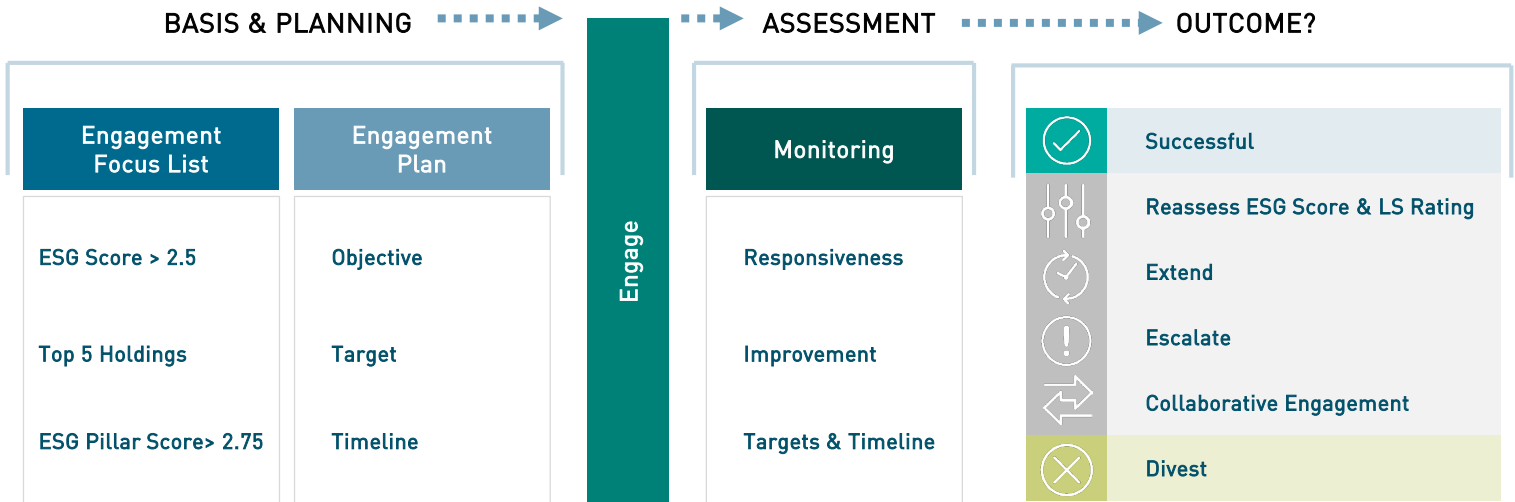 BASIS & PLANNING
ASSESSMENT
OUTCOME?
Engagement
Focus List
ESG Score > 2.5
Top 5 Holdings
ESG Pillar Score> 2.75
Engagement
Plan
Objective
Target
Timeline
Engage
Monitoring
Responsiveness
Improvement
Targets & Timeline
Successful
Reassess ESG Score & LS Rating
Extend
Escalate
Collaborative Engagement
Divest